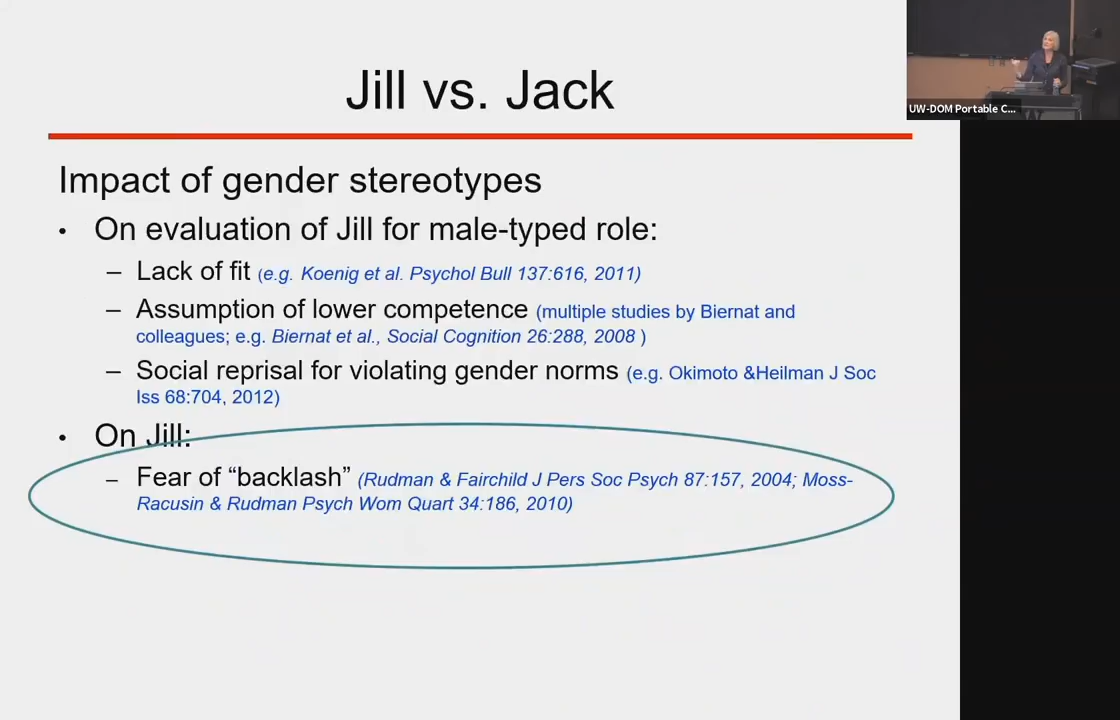 Jill vs. Jack
UW-DOM Portable C...
Impact of gender stereotypes
• On evaluation of Jill for male-typed role:
– Lack of fit (e.g. Koenig et al. Psychol Bull 137:616, 2011)
– Assumption of lower competence (multiple studies by Biernat and
colleagues; e.g. Biernat et al., Social Cognition 26:288, 2008 )
– Social reprisal for violating gender norms (e.g. Okimoto &Heilman J Soc
Iss 68:704, 2012)
• On Jill:
– Fear of “backlash” (Rudman & Fairchild J Pers Soc Psych 87:157, 2004; Moss-
Racusin & Rudman Psych Wom Quart 34:186, 2010)